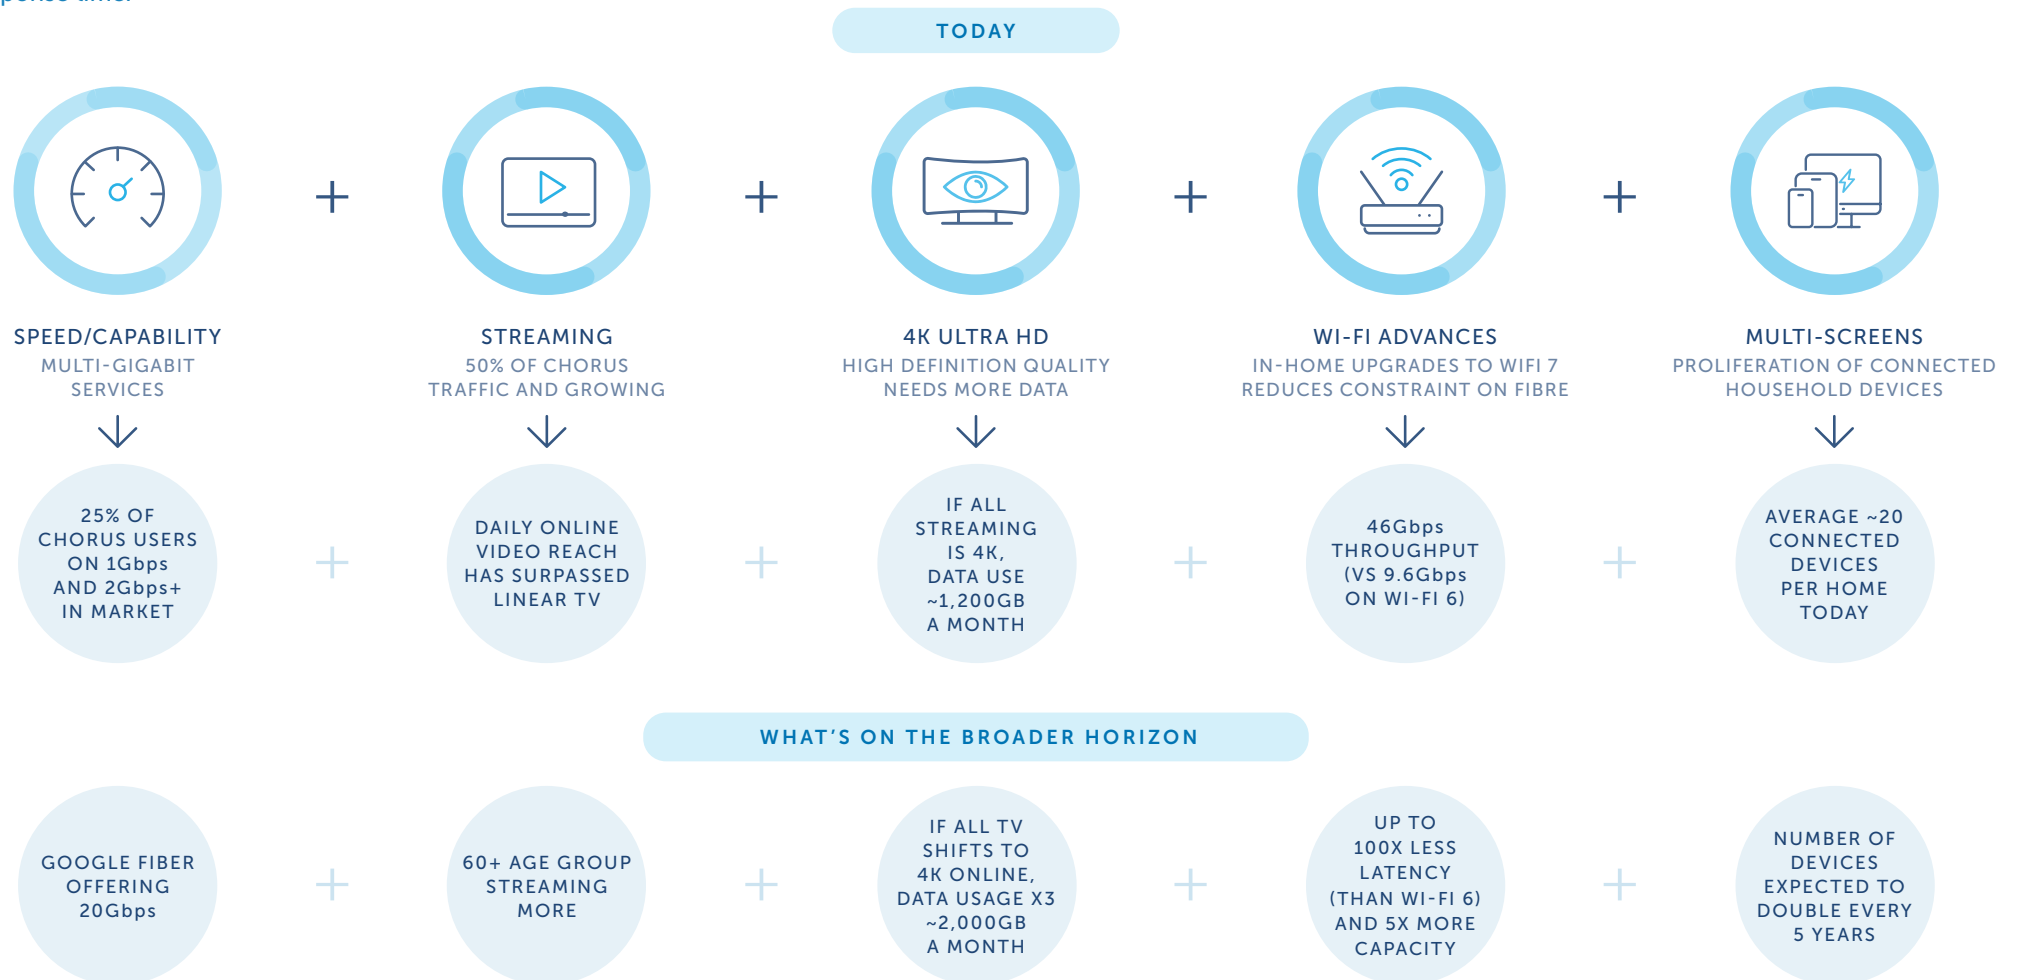 TODAY
SPEED/CAPABILITY
MULTI-GIGABIT
SERVICES
STREAMING
50% OF CHORUS
TRAFFIC AND GROWING
4K ULTRA HD
HIGH DEFINITION QUALITY
NEEDS MORE DATA
WI-FI ADVANCES
IN-HOME UPGRADES TO WIFI 7
REDUCES CONSTRAINT ON FIBRE
MULTI-SCREENS
PROLIFERATION OF CONNECTED
HOUSEHOLD DEVICES
25% OF
CHORUS USERS
ON 1Gbps
AND 2Gbps+
IN MARKET
DAILY ONLINE
VIDEO REACH
HAS SURPASSED
LINEAR TV
IF ALL
STREAMING
IS 4K,
DATA USE
~1,200GB
A MONTH
46Gbps
THROUGHPUT
(VS 9.6Gbps
ON WI-FI 6)
AVERAGE ~20
CONNECTED
DEVICES
PER HOME
TODAY
WHAT'S ON THE BROADER HORIZON
GOOGLE FIBER
OFFERING
20Gbps
60+ AGE GROUP
STREAMING
MORE
IF ALL TV
SHIFTS TO
4K ONLINE,
DATA USAGE X3
~2,000GB
A MONTH
UP TO
100X LESS
LATENCY
(THAN WI-FI 6)
AND 5X MORE
CAPACITY
NUMBER OF
DEVICES
EXPECTED TO
DOUBLE EVERY
5 YEARS